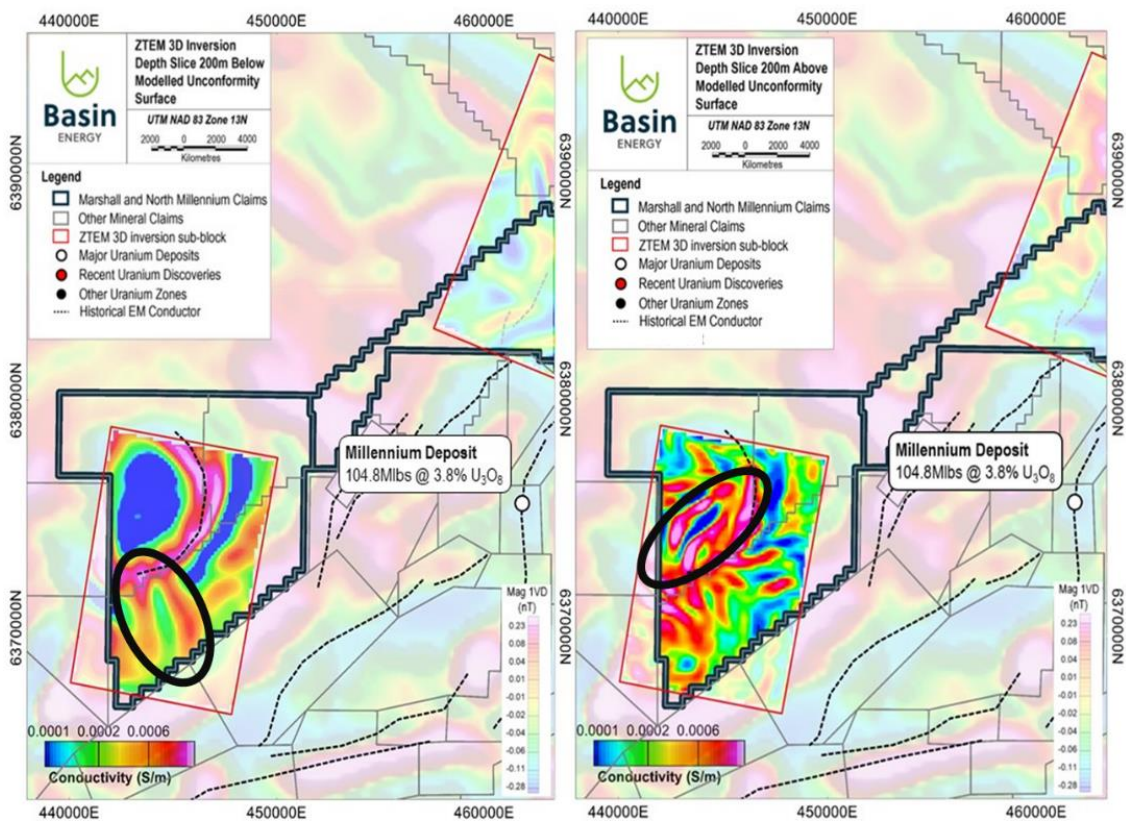 440000E
450000E
460000E
Basin
ENERGY
ZTEM 3D Inversion
Depth Slice 200m Below
Modelled Unconformity
Surface
UTM NAD 83 Zone 13N
2000 0 2000 4000
Kilometres
Legend
Marshall and North Millennium Claims
Other Mineral Claims
ZTEM 3D inversion sub-block
Major Uranium Deposits
Recent Uranium Discoveries
Other Uranium Zones
Historical EM Conductor
6390000N
6380000N
6370000N
6390000N
6380000N
6370000N
Millennium Deposit
104.8Mlbs @ 3.8% U₃O₈
Mag 1VD
(nT)
0.23
0.08
0.04
0.01
-0.01
-0.02
-0.04
-0.06
-0.11
-0.28
0.0001 0.0002 0.0006
Conductivity (S/m)
440000E
450000E
460000E
440000E
450000E
460000E
Basin
ENERGY
ZTEM 3D Inversion
Depth Slice 200m Above
Modelled Unconformity
Surface
UTM NAD 83 Zone 13N
2000 0 2000 4000
Kilometres
Legend
Marshall and North Millennium Claims
Other Mineral Claims
ZTEM 3D inversion sub-block
Major Uranium Deposits
Recent Uranium Discoveries
Other Uranium Zones
Historical EM Conductor
6390000N
6380000N
6370000N
Millennium Deposit
104.8Mlbs @ 3.8% U₃O₈
Mag 1VD
(nT)
0.23
0.08
0.04
0.01
-0.01
-0.02
-0.04
-0.06
-0.11
-0.28
0.0001 0.0002 0.0006
Conductivity (S/m)
440000E
450000E
460000E